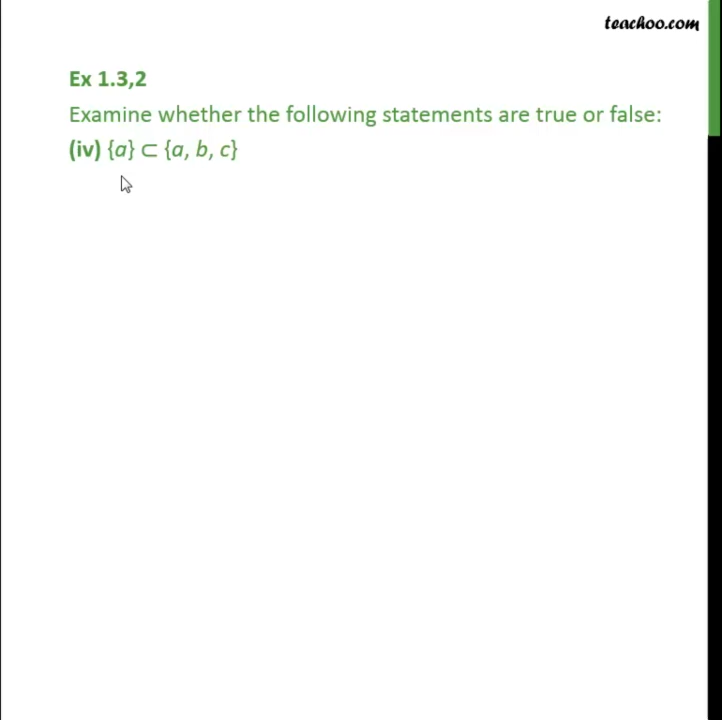 teachoo.com
Ex 1.3,2
Examine whether the following statements are true or false:
(iv) {a} ⊂ {a, b, c}